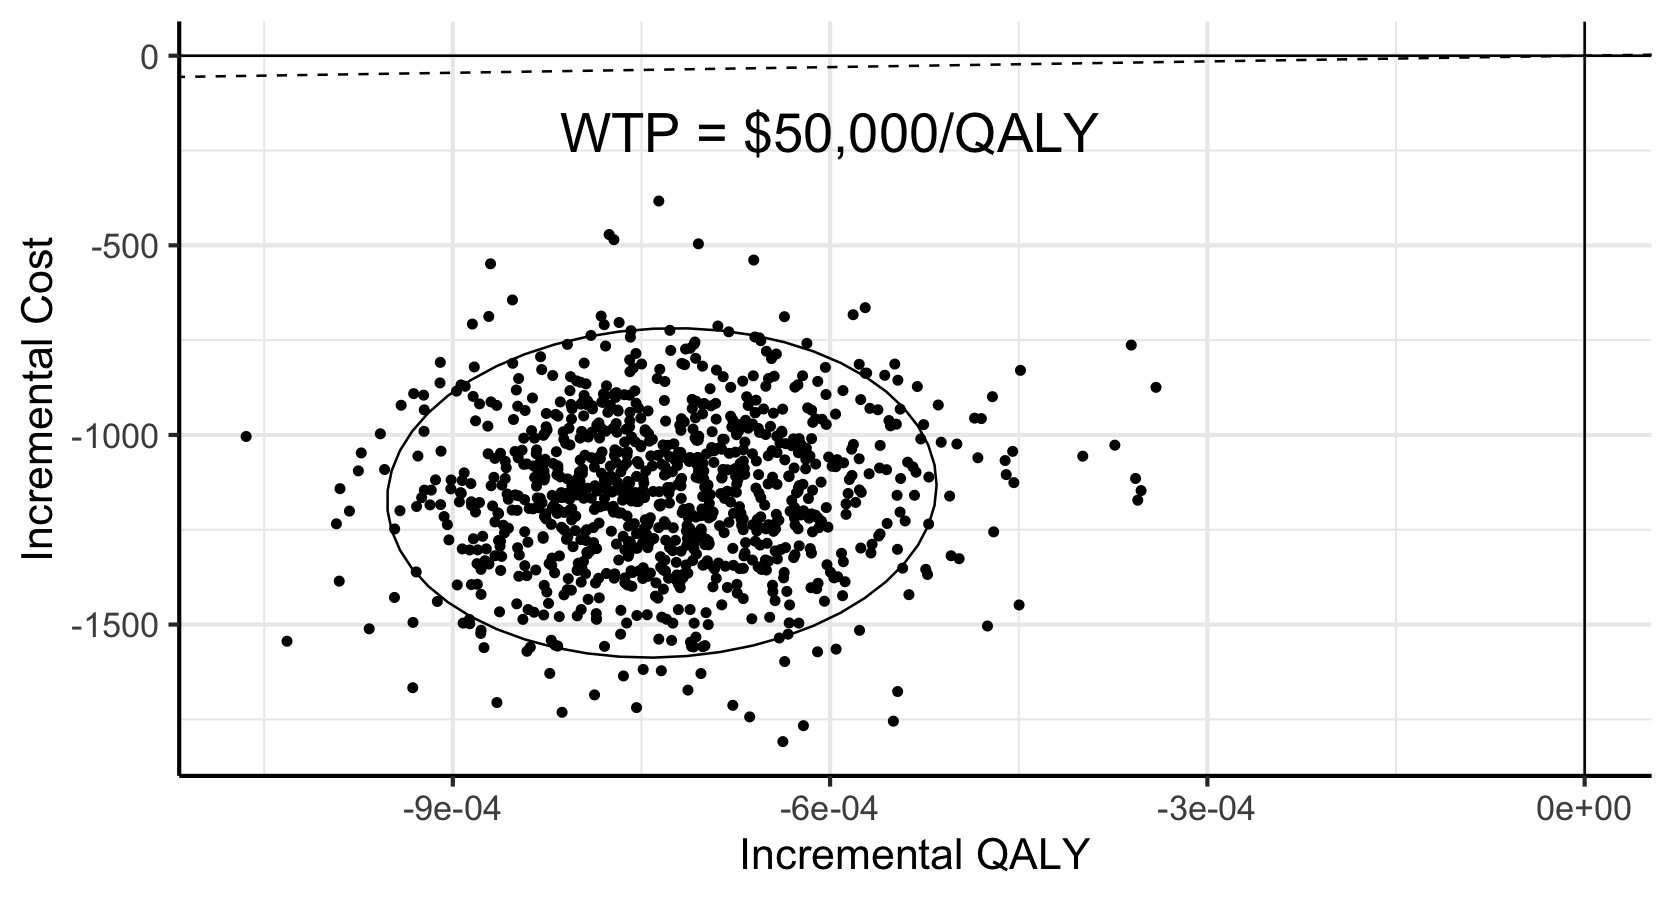 0
WTP = $50,000/QALY
-500
Incremental Cost
-1000
-1500
-9e-04
-6e-04
-3e-04
0e+00
Incremental QALY